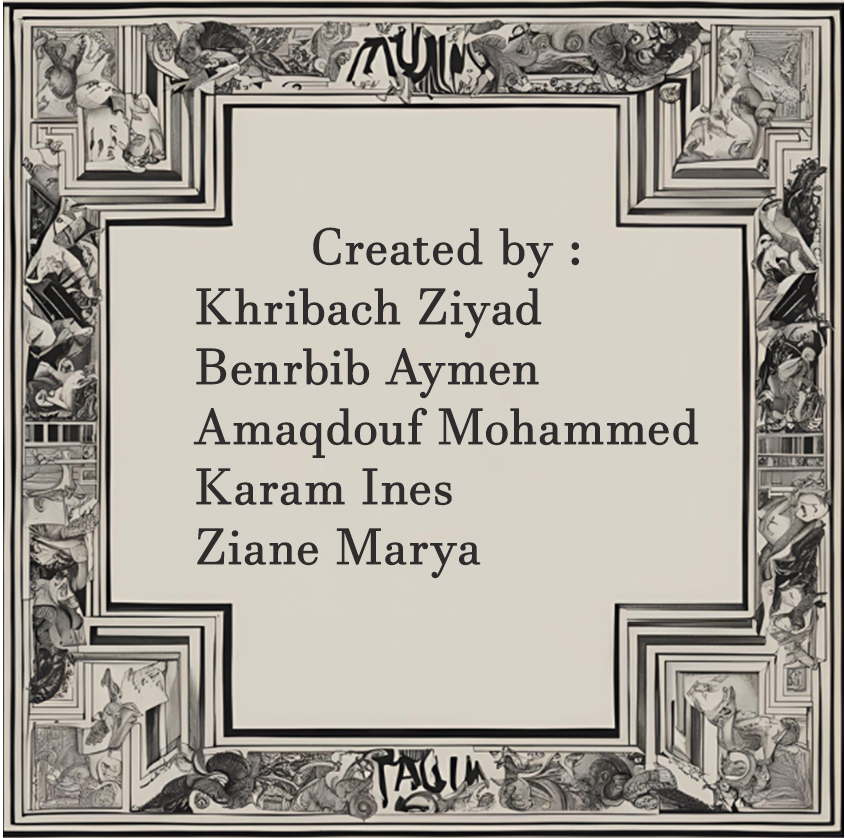 Created by :
Khribach Ziyad
Benrbib Aymen
Amaqdouf Mohammed
Karam Ines
Ziane Marya